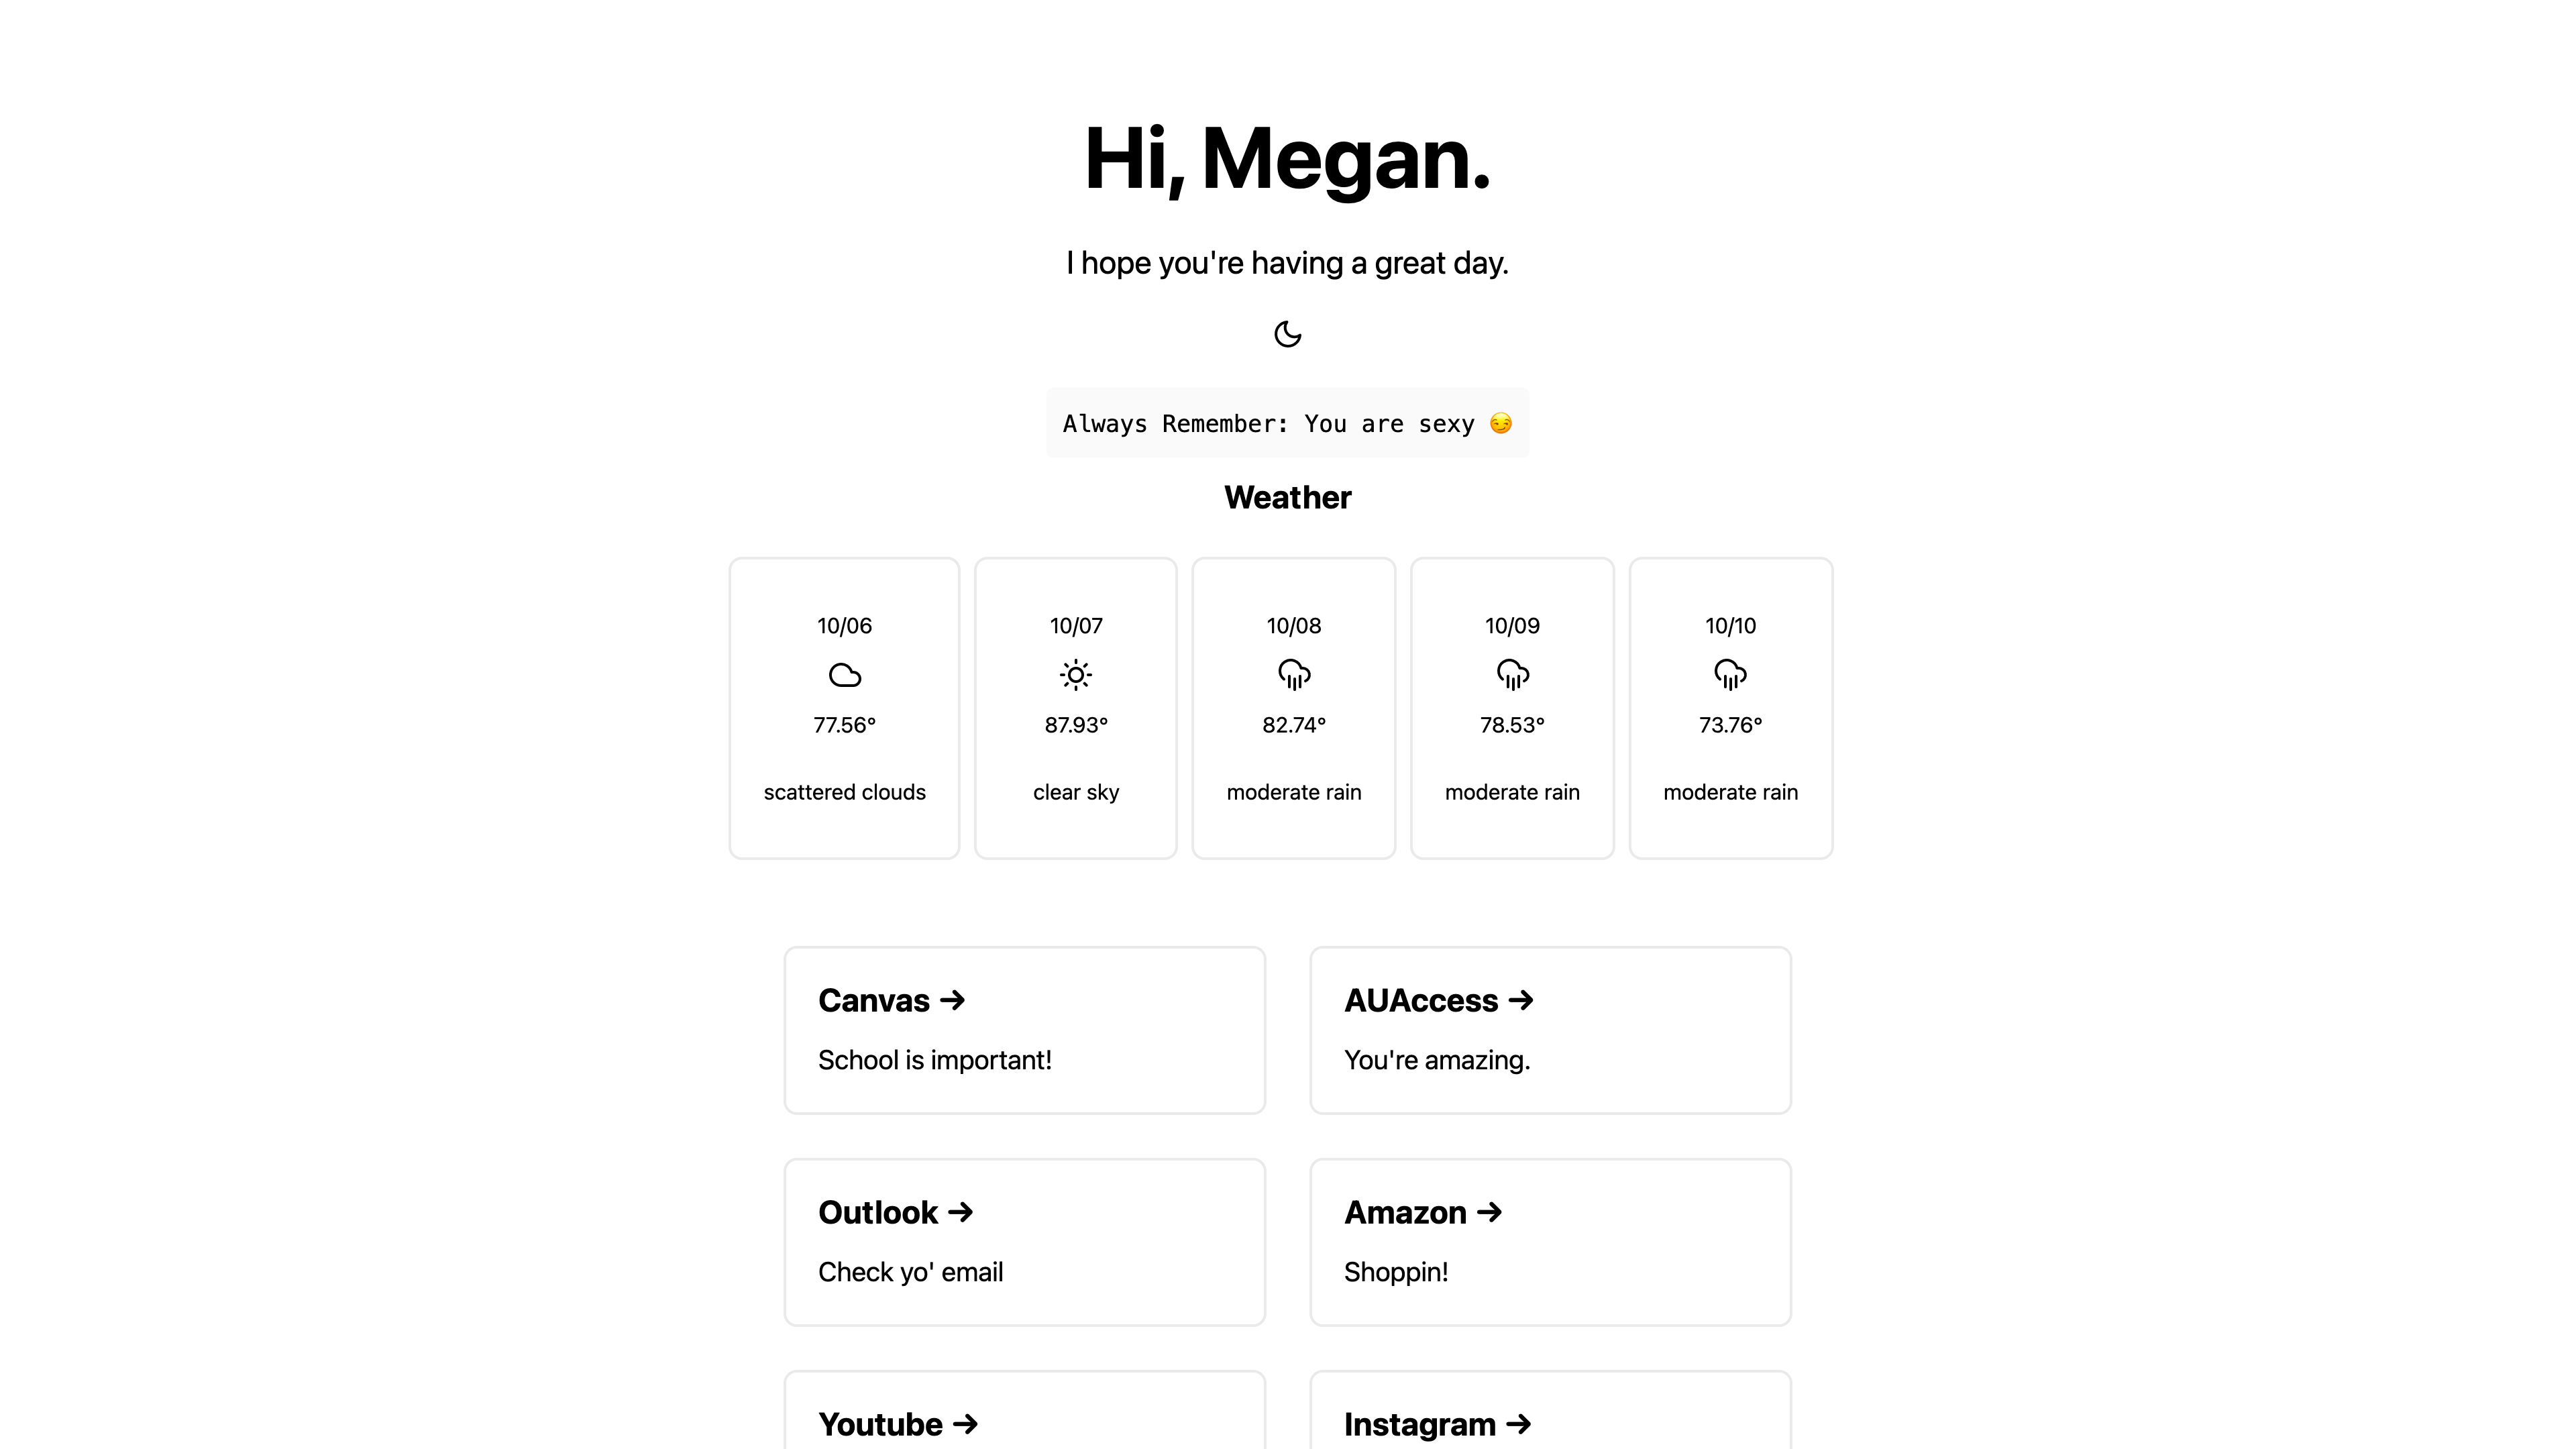 Hi, Megan.
I hope you're having a great day.
Always Remember: You are sexy 😏
Weather
10/06
77.56°
scattered clouds
10/07
87.93°
clear sky
10/08
82.74°
moderate rain
10/09
78.53°
moderate rain
10/10
73.76°
moderate rain
Canvas →
School is important!
AUAccess →
You're amazing.
Outlook →
Check yo' email
Amazon →
Shoppin!
Youtube →
Instagram →